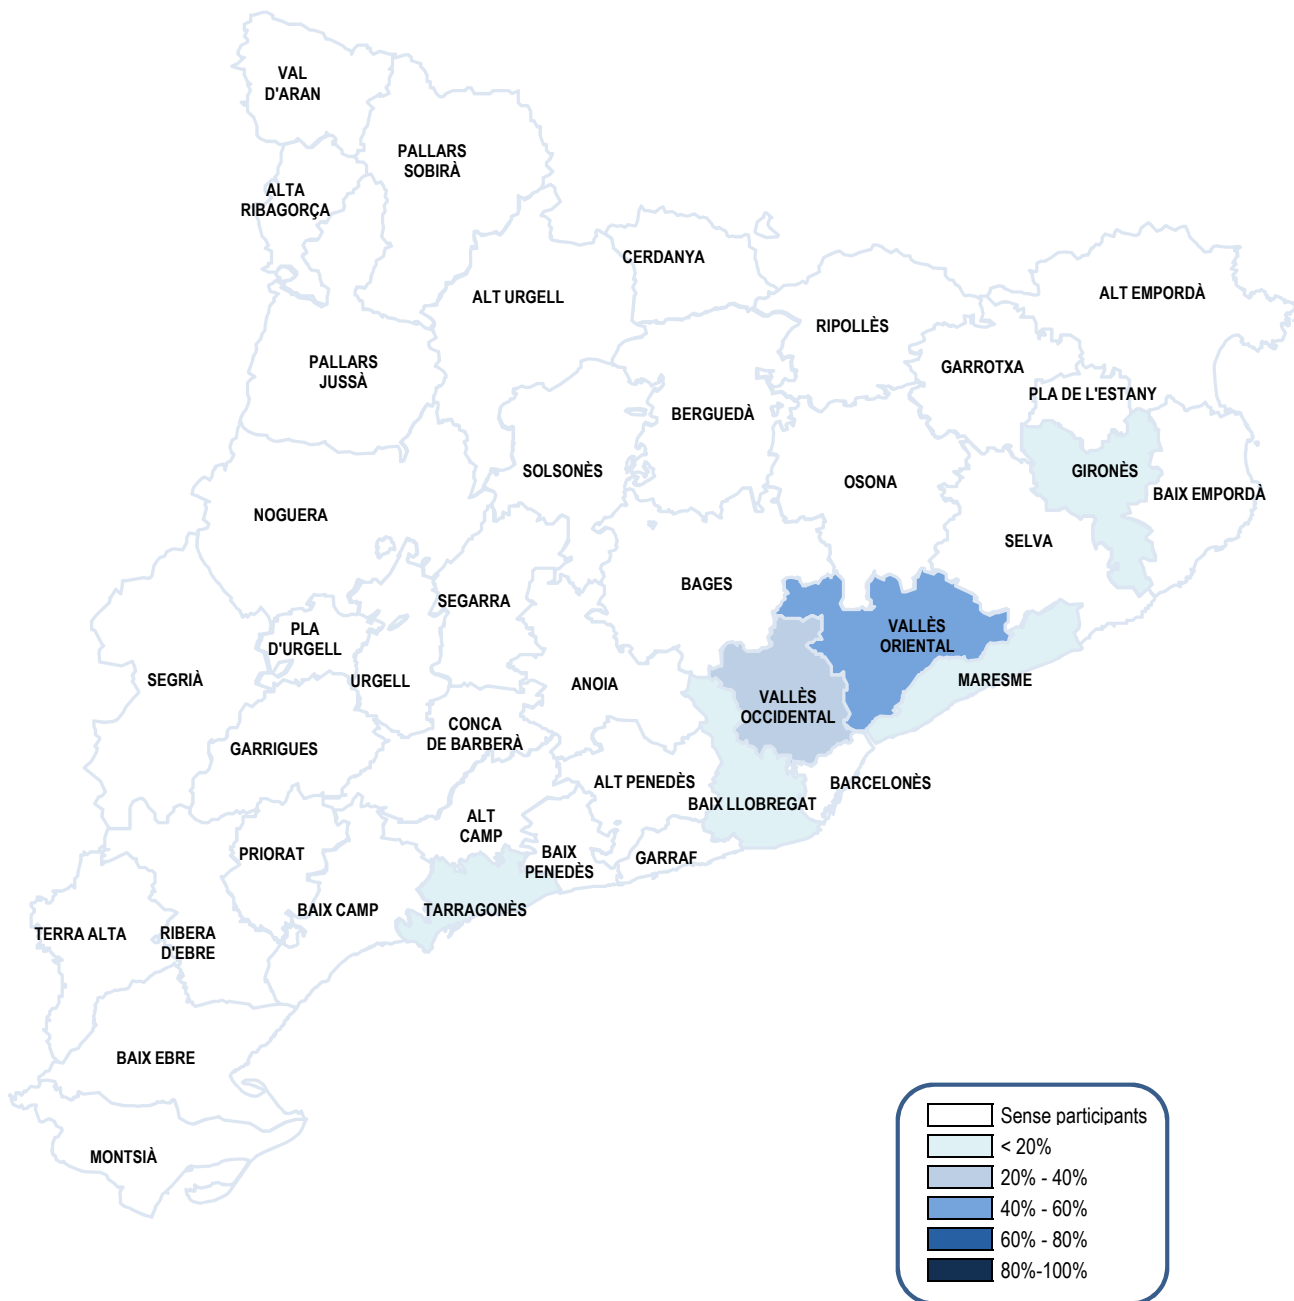 VAL
D'ARAN
PALLARS
SOBIRÀ
ALTA
RIBAGORÇA
CERDANYA
ALT URGELL
ALT EMPORDÀ
RIPOLLÈS
PALLARS
JUSSÀ
GARROTXA
PLA DE L'ESTANY
BERGUEDÀ
SOLSONÈS
GIRONÈS
OSONA
BAIX EMPORDÀ
NOGUERA
SELVA
BAGES
SEGARRA
PLA
D'URGELL
VALLÈS
ORIENTAL
SEGRIÀ
URGELL
ANOIA
MARESME
VALLÈS
OCCIDENTAL
CONCA
DE BARBERÀ
GARRIGUES
ALT PENEDÈS
BARCELONÈS
BAIX LLOBREGAT
ALT
CAMP
PRIORAT
BAIX
PENEDÈS
GARRAF
BAIX CAMP
TARRAGONÈS
TERRA ALTA
RIBERA
D'EBRE
BAIX EBRE
MONTSIÀ
Sense participants
< 20%
20% - 40%
40% - 60%
60% - 80%
80%-100%